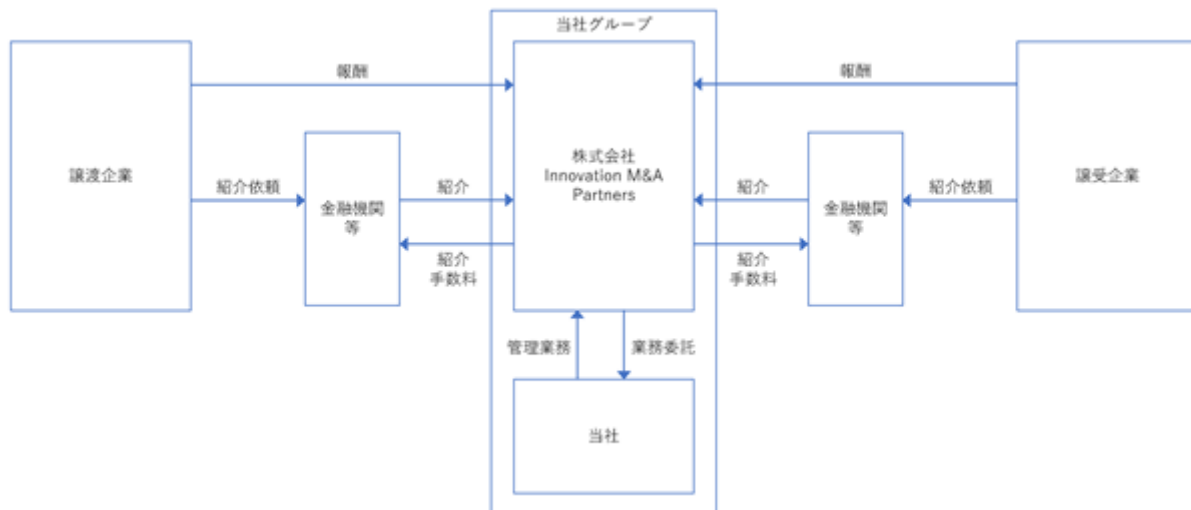 当社グループ
報酬
報酬
譲渡企業
紹介依頼
金融機関
等
紹介
紹介
手数料
株式会社
Innovation M&A
Partners
紹介
紹介
手数料
金融機関
等
紹介依頼
譲受企業
管理業務
業務委託
当社